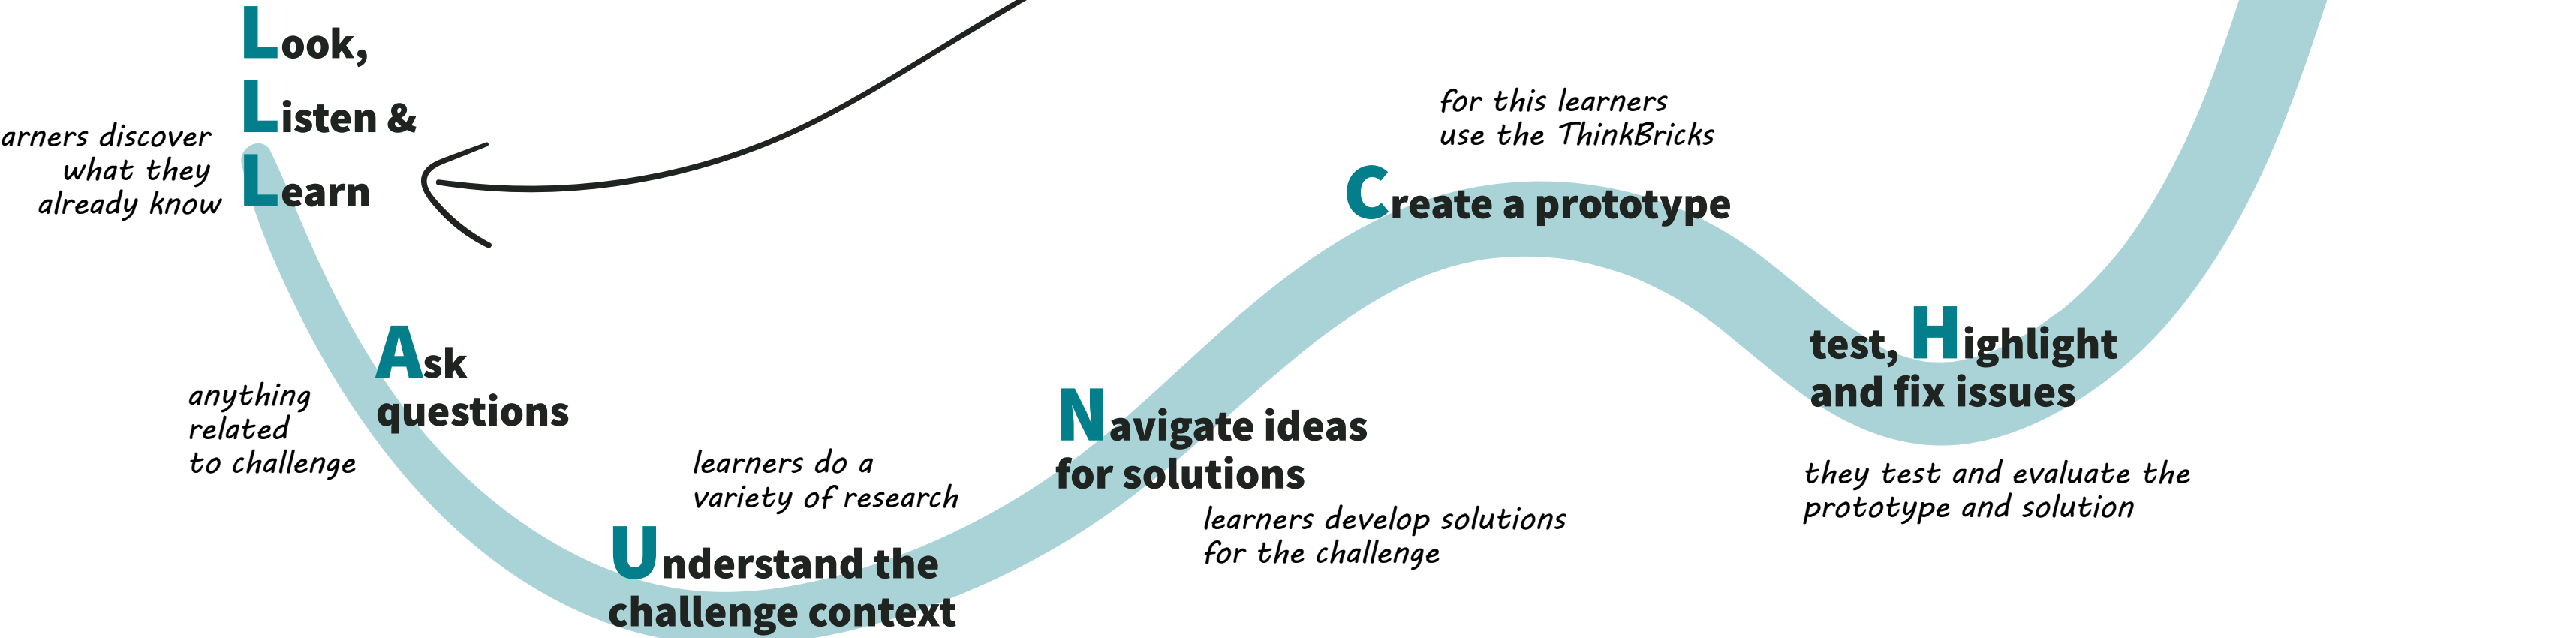 Look,
Listen &
Learn
arners discover
what they
already know
Ask
questions
anything
related
to challenge
learners do a
variety of research
Understand the
challenge context
Navigate ideas
for solutions
learners develop solutions
for the challenge
for this learners
use the ThinkBricks
Create a prototype
test, Highlight
and fix issues
they test and evaluate the
prototype and solution